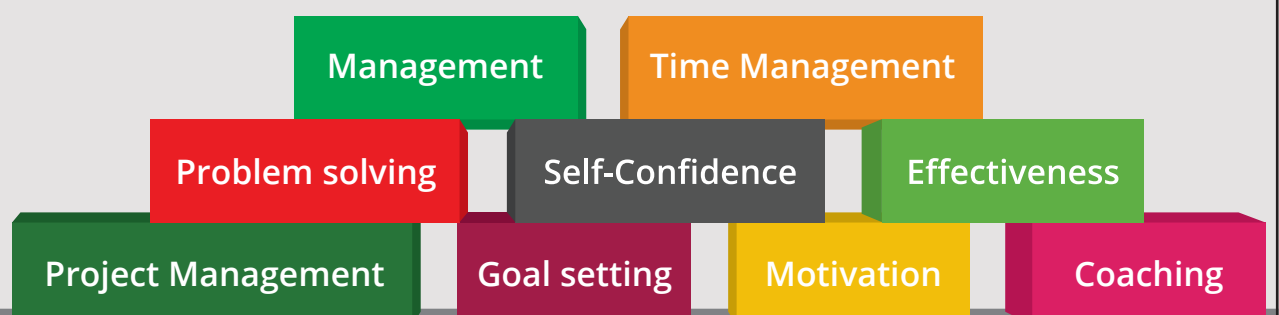 Management
Time Management
Problem solving
Self-Confidence
Effectiveness
Project Management
Goal setting
Motivation
Coaching